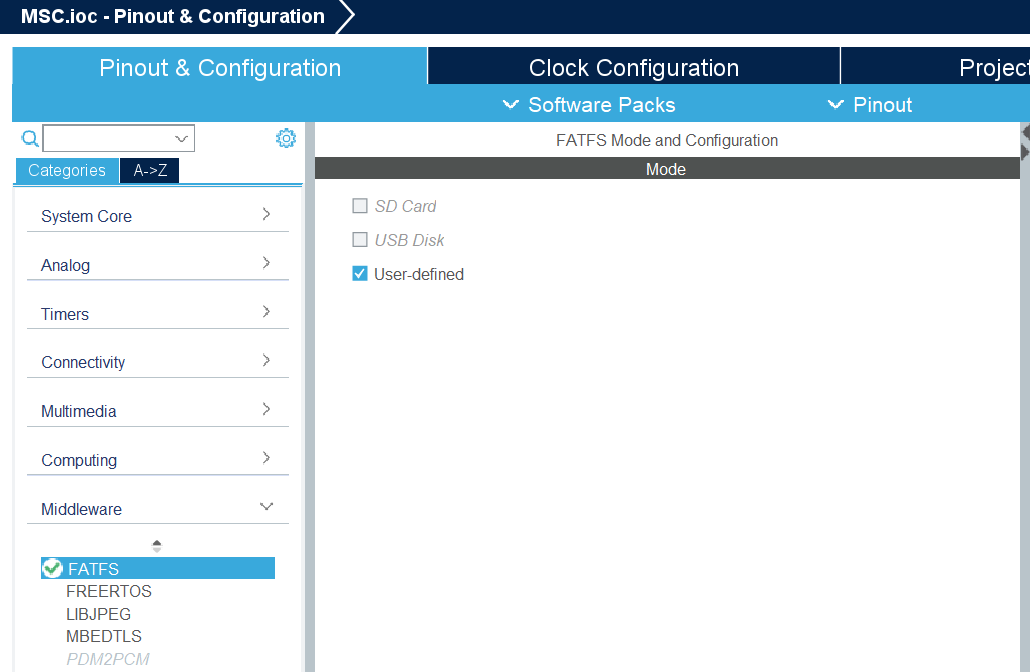 MSC.ioc - Pinout & Configuration
Pinout & Configuration
Clock Configuration
Project
Software Packs
Pinout
Categories
A->Z
System Core
Analog
Timers
Connectivity
Multimedia
Computing
Middleware
FATFS
FREERTOS
LIBJPEG
MBEDTLS
PDM2PCM
FATFS Mode and Configuration
Mode
SD Card
USB Disk
User-defined